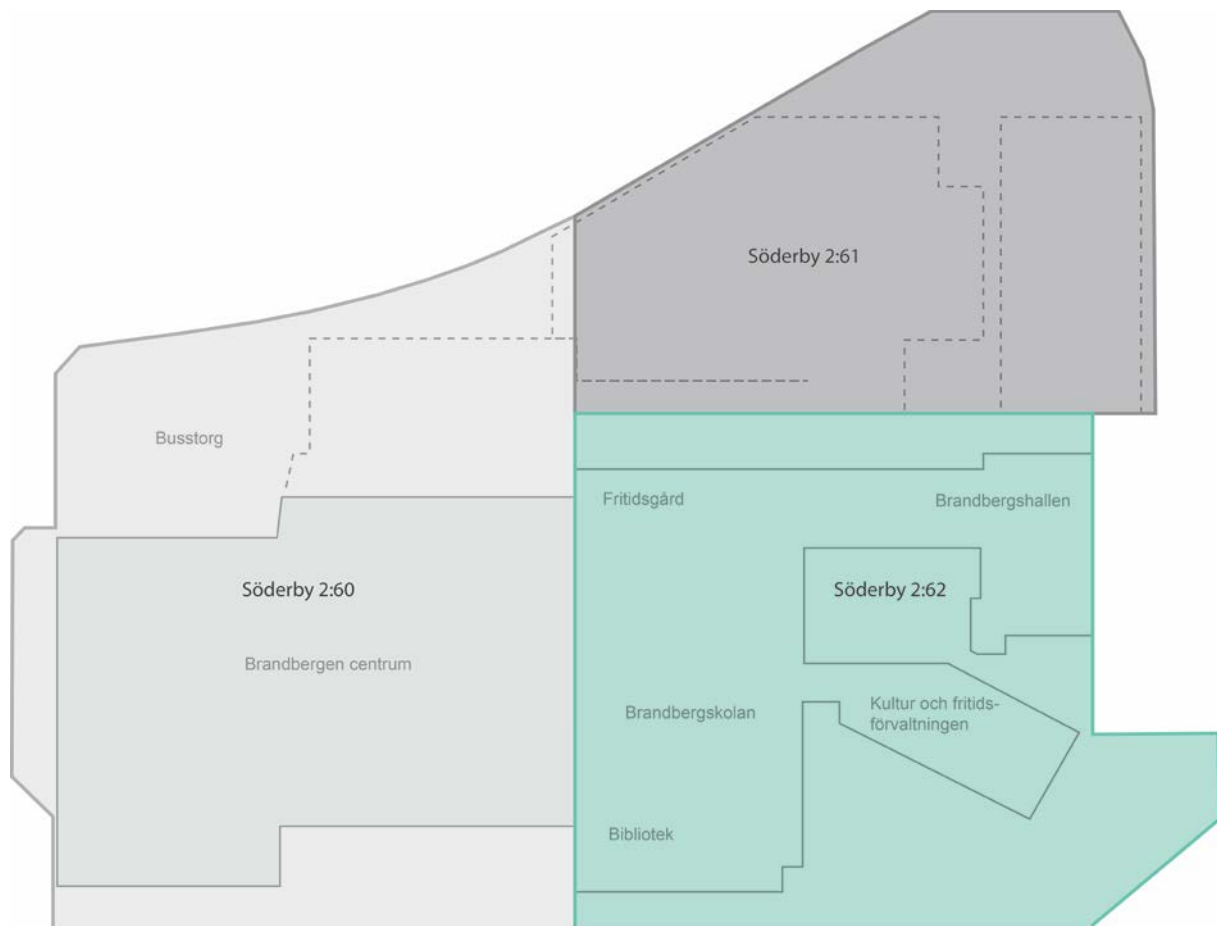 Söderby 2:61
Busstorg
Fritidsgård
Brandbergshallen
Söderby 2:60
Söderby 2:62
Brandbergen centrum
Brandbergskolan
Kultur och fritids-
förvaltningen
Bibliotek